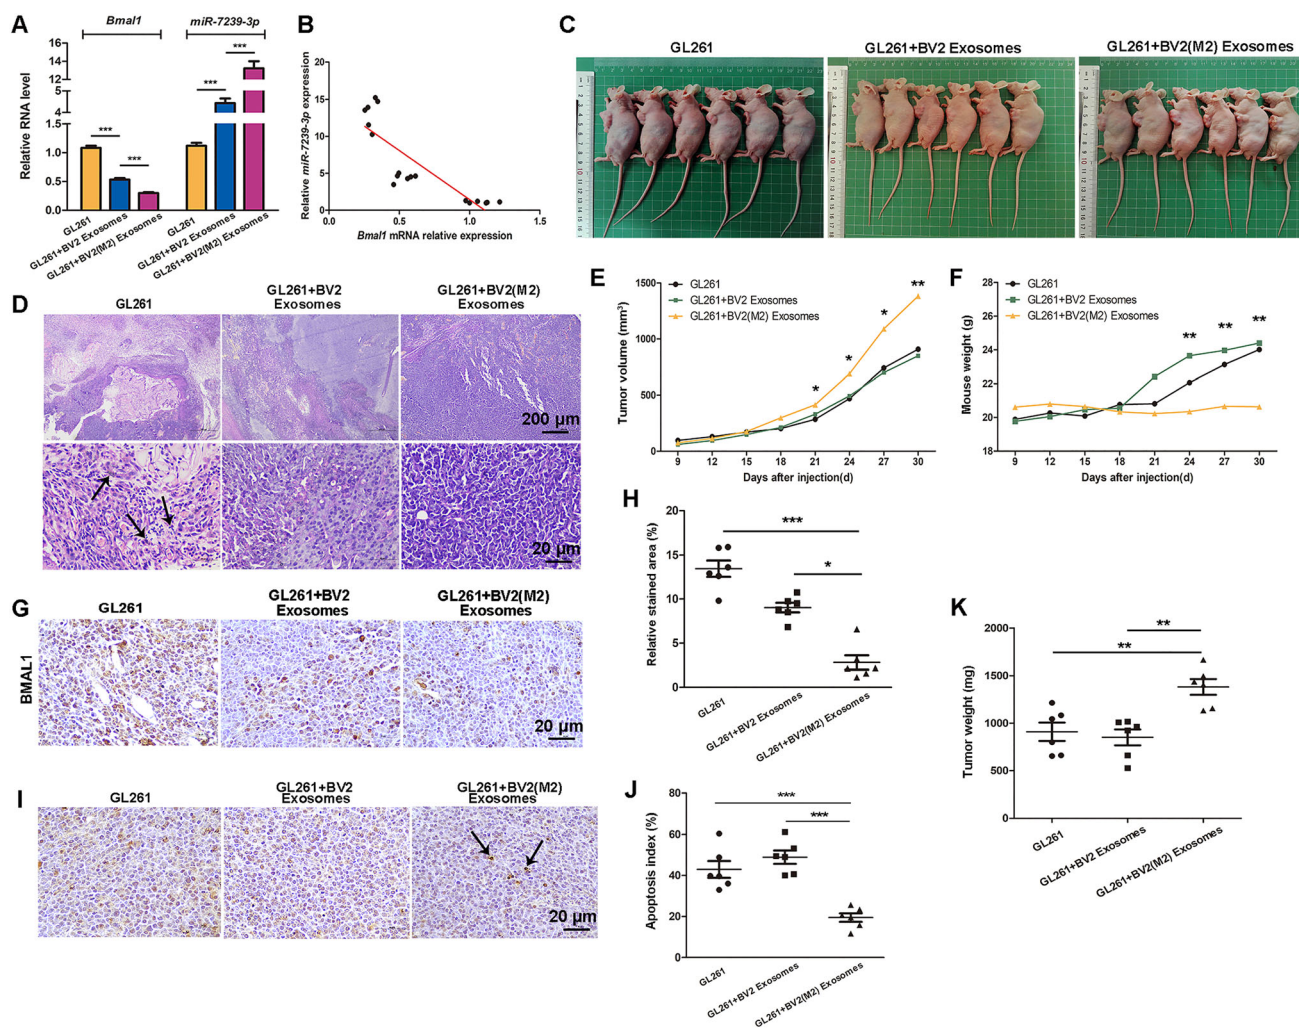 A
Bmal1
miR-7239-3p
Relative RNA level
16
14
12
10
8
6
4
2
1.0
0.5
0.0
***
***
***
***
GL261
GL261+BV2 Exosomes
GL261+BV2(M2) Exosomes
GL261
GL261+BV2 Exosomes
GL261+BV2(M2) Exosomes
B
Relative miR-7239-3p expression
20
15
10
5
0
0.0
0.5
1.0
1.5
Bmal1 mRNA relative expression
C
GL261
GL261+BV2 Exosomes
GL261+BV2(M2) Exosomes
D
GL261
GL261+BV2
Exosomes
GL261+BV2(M2)
Exosomes
200 μm
20 μm
E
GL261
GL261+BV2 Exosomes
GL261+BV2(M2) Exosomes
Tumor volume (mm³)
1500
1000
500
0
*
*
*
**
9 12 15 18 21 24 27 30
Days after injection(d)
F
GL261
GL261+BV2 Exosomes
GL261+BV2(M2) Exosomes
Mouse weight (g)
28
26
24
22
20
18
**
**
**
9 12 15 18 21 24 27 30
Days after injection(d)
G
GL261
GL261+BV2
Exosomes
GL261+BV2(M2)
Exosomes
BMAL1
20 μm
H
Relative stained area (%)
20
15
10
5
0
***
*
GL261
GL261+BV2 Exosomes
GL261+BV2(M2) Exosomes
I
GL261
GL261+BV2
Exosomes
GL261+BV2(M2)
Exosomes
20 μm
J
Apoptosis index (%)
80
60
40
20
0
***
***
GL261
GL261+BV2 Exosomes
GL261+BV2(M2) Exosomes
K
Tumor weight (mg)
2000
1500
1000
500
0
**
**
GL261
GL261+BV2 Exosomes
GL261+BV2(M2) Exosomes